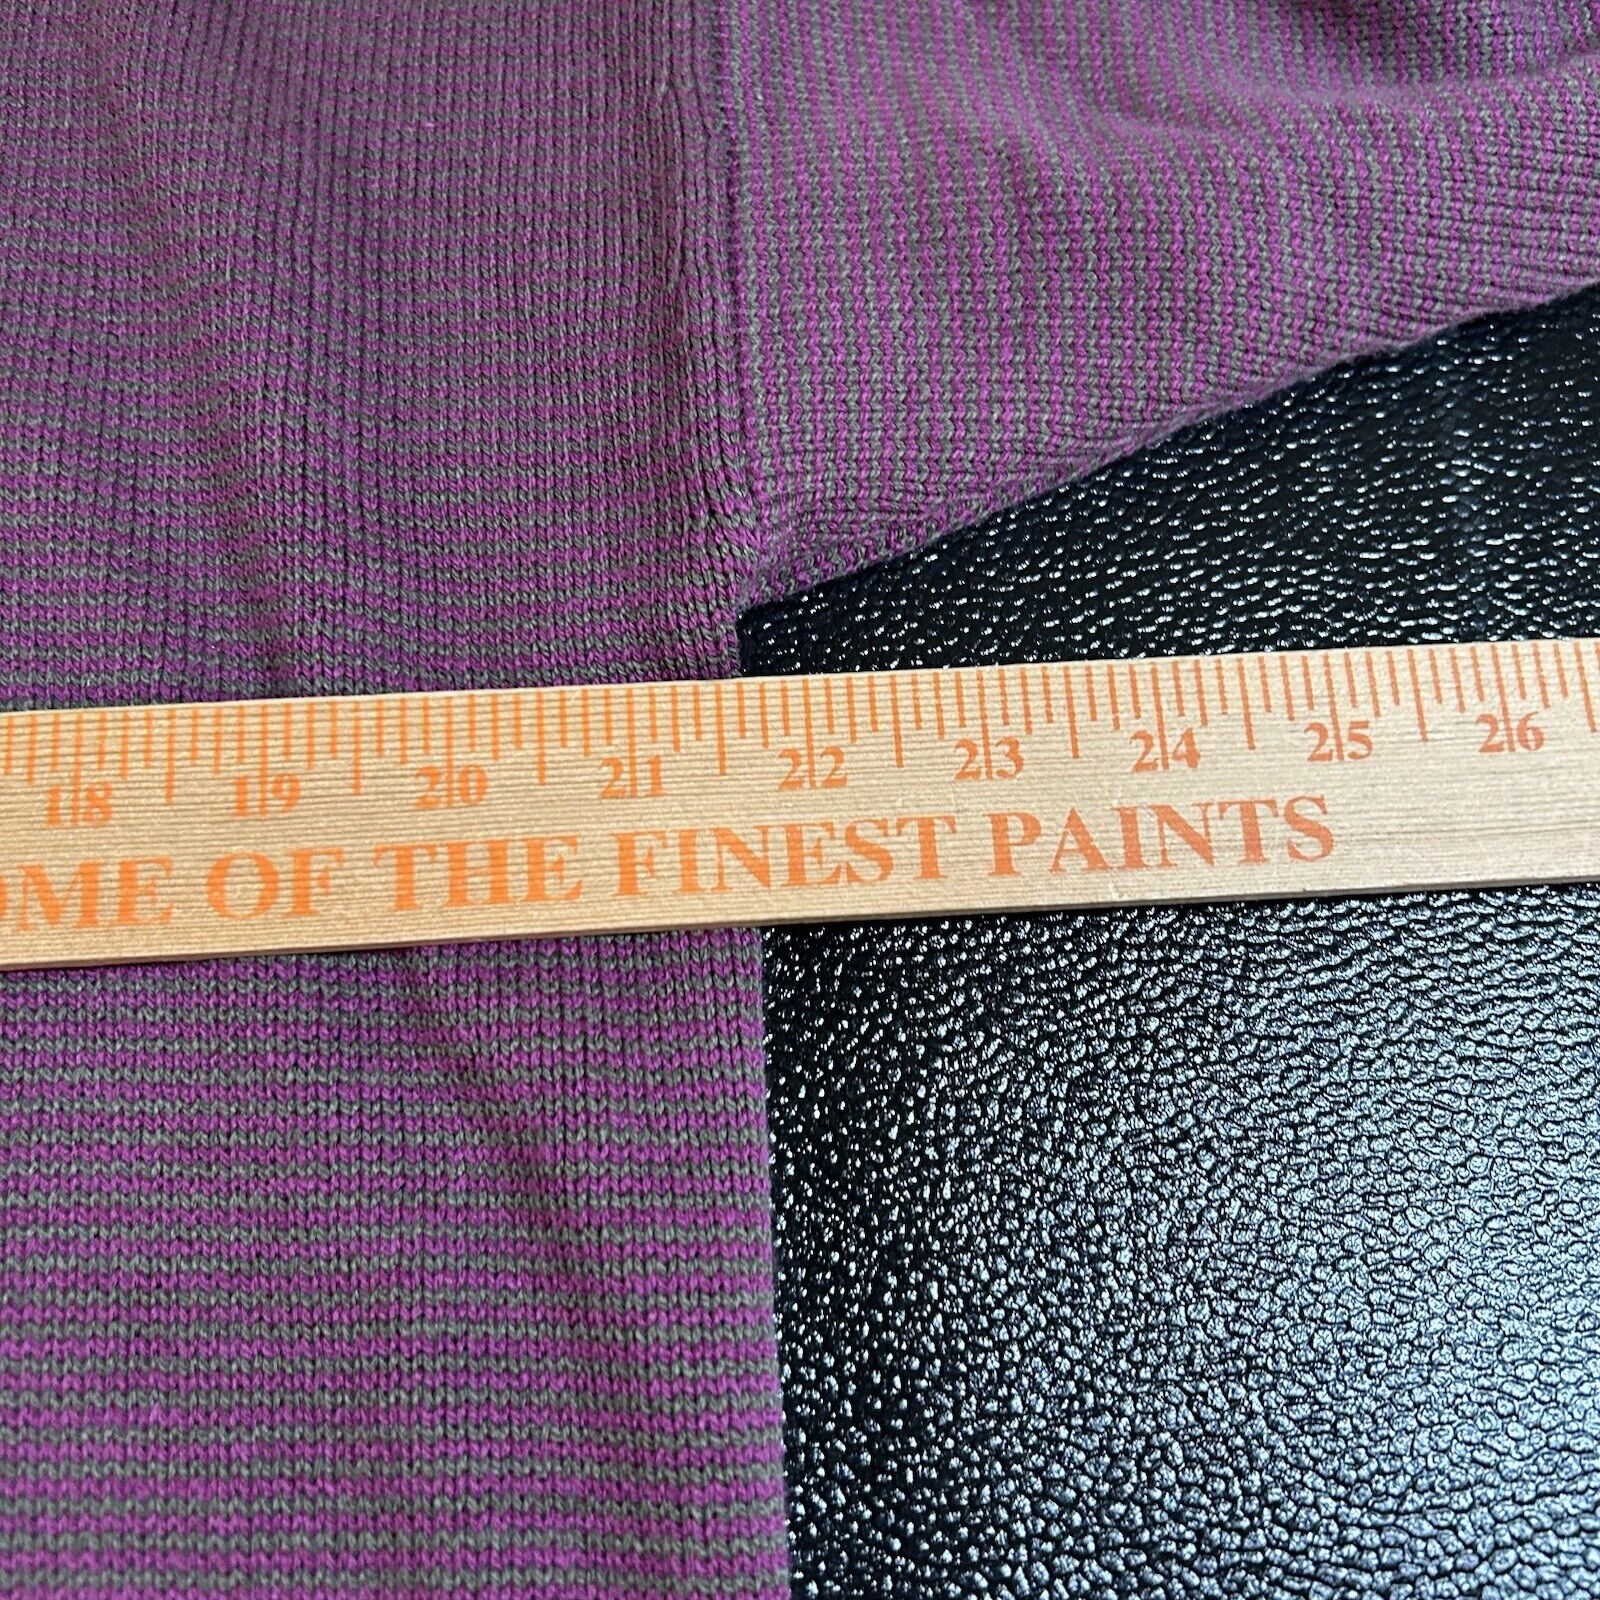 18 19 20 21 22 23 24 25 26
OME OF THE FINEST PAINTS